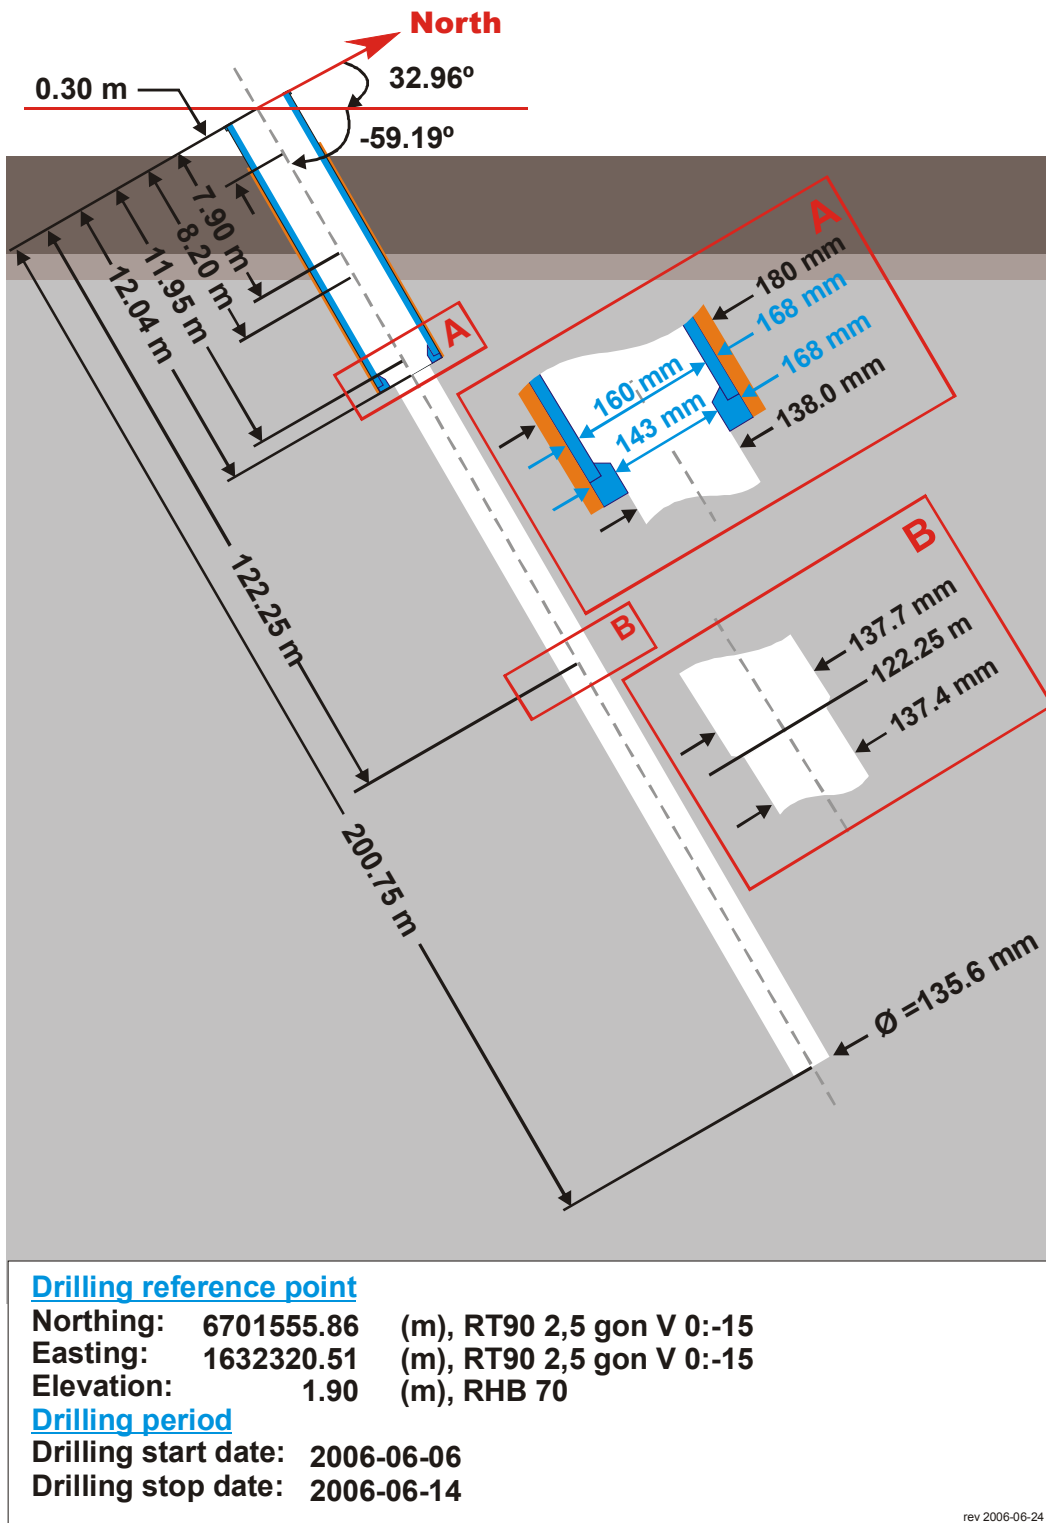 North
0.30 m
32.96º
-59.19º
7.90 m
8.20 m
11.95 m
12.04 m
122.25 m
200.75 m
A
B
A
180 mm
168 mm
168 mm
138.0 mm
160 mm
143 mm
B
137.7 mm
122.25 m
137.4 mm
Ø =135.6 mm
Drilling reference point
Northing: 6701555.86 (m), RT90 2,5 gon V 0:-15
Easting: 1632320.51 (m), RT90 2,5 gon V 0:-15
Elevation: 1.90 (m), RHB 70
Drilling period
Drilling start date: 2006-06-06
Drilling stop date: 2006-06-14
rev 2006-06-24